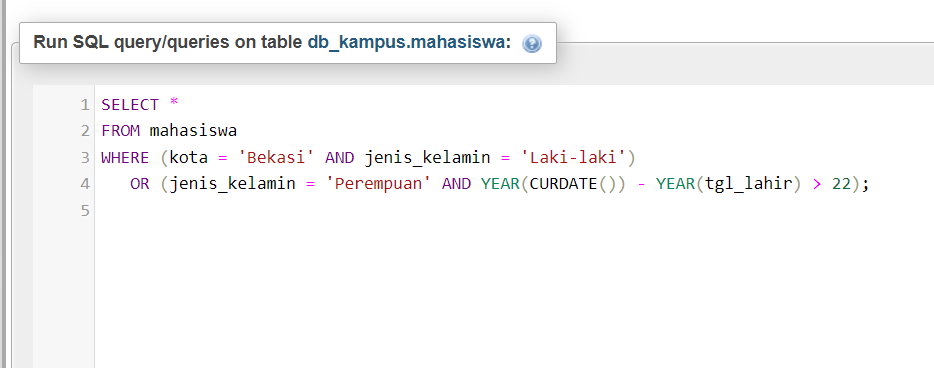 Run SQL query/queries on table db_kampus.mahasiswa:
1 SELECT *
2 FROM mahasiswa
3 WHERE (kota = 'Bekasi' AND jenis_kelamin = 'Laki-laki')
4    OR (jenis_kelamin = 'Perempuan' AND YEAR(CURDATE()) - YEAR(tgl_lahir) > 22);
5